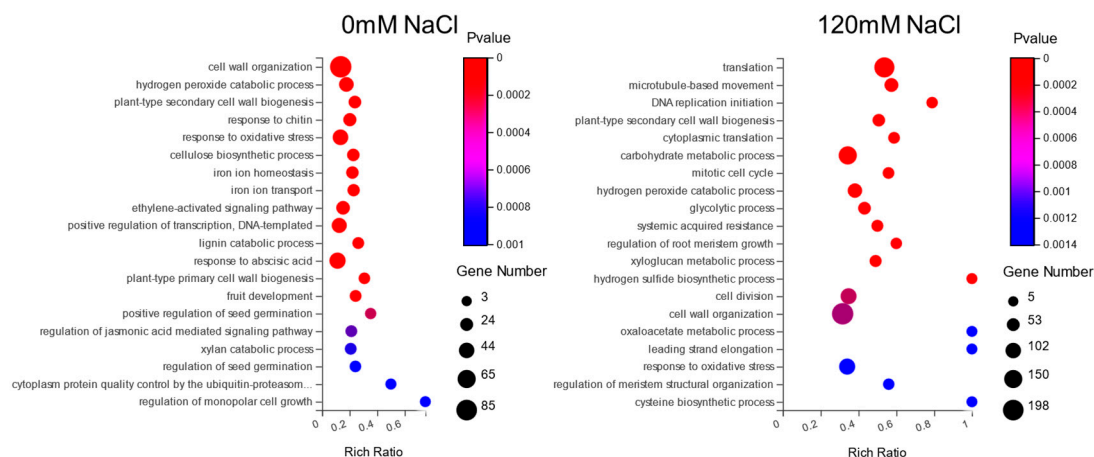 0mM NaCl
Pvalue
cell wall organization
hydrogen peroxide catabolic process
plant-type secondary cell wall biogenesis
response to chitin
response to oxidative stress
cellulose biosynthetic process
iron ion homeostasis
iron ion transport
ethylene-activated signaling pathway
positive regulation of transcription, DNA-templated
lignin catabolic process
response to abscisic acid
plant-type primary cell wall biogenesis
fruit development
positive regulation of seed germination
regulation of jasmonic acid mediated signaling pathway
xylan catabolic process
regulation of seed germination
cytoplasm protein quality control by the ubiquitin-proteasom...
regulation of monopolar cell growth
0
0.2
0.4
0.6
Rich Ratio
0
0.0002
0.0004
0.0006
0.0008
0.001
Gene Number
3
24
44
65
85
120mM NaCl
Pvalue
translation
microtubule-based movement
DNA replication initiation
plant-type secondary cell wall biogenesis
cytoplasmic translation
carbohydrate metabolic process
mitotic cell cycle
hydrogen peroxide catabolic process
glycolytic process
systemic acquired resistance
regulation of root meristem growth
xyloglucan metabolic process
hydrogen sulfide biosynthetic process
cell division
cell wall organization
oxaloacetate metabolic process
leading strand elongation
response to oxidative stress
regulation of meristem structural organization
cysteine biosynthetic process
0
0.2
0.4
0.6
0.8
1
Rich Ratio
0
0.0002
0.0004
0.0006
0.0008
0.001
0.0012
0.0014
Gene Number
5
53
102
150
198